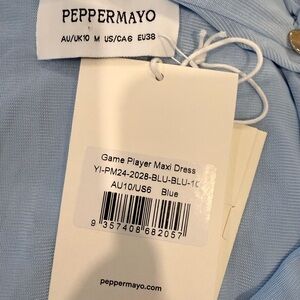 PEPPERMAYO
AU/UK10 M US/CA6 EU38
Game Player Maxi Dress
YI-PM24-2028-BLU-BLU-10
AU10/US6 Blue
9 357408 682057
peppermayo.com